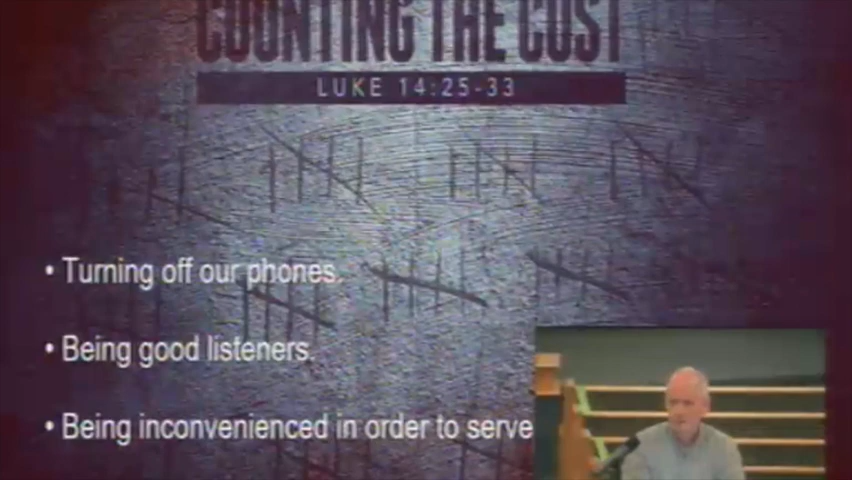 COUNTING THE COST
LUKE 14:25-33
• Turning off our phones.
• Being good listeners.
• Being inconvenienced in order to serve